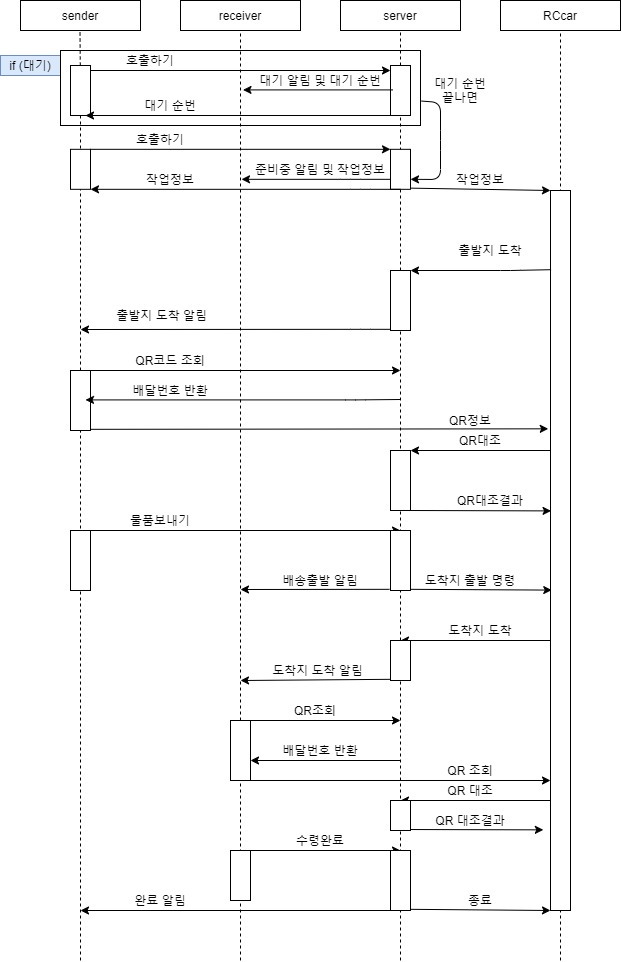 sender
receiver
server
RCcar
if (대기)
호출하기
대기 알림 및 대기 순번
대기 순번
대기 순번
끝나면
호출하기
준비중 알림 및 작업정보
작업정보
작업정보
출발지 도착
출발지 도착 알림
QR코드 조회
배달번호 반환
QR정보
QR대조
QR대조결과
물품보내기
배송출발 알림
도착지 출발 명령
도착지 도착
도착지 도착 알림
QR조회
배달번호 반환
QR 조회
QR 대조
QR 대조결과
수령완료
완료 알림
종료